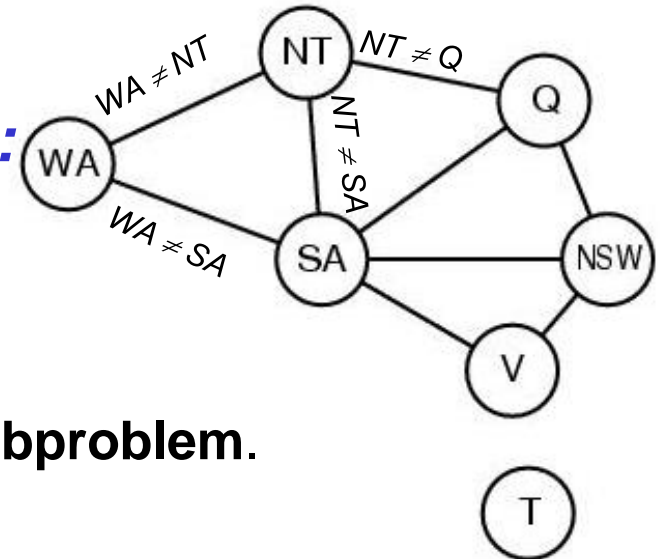 NT
NT ≠ Q
WA ≠ NT
Q
:
NT ≠ SA
WA
WA ≠ SA
SA
NSW
V
bproblem.
T